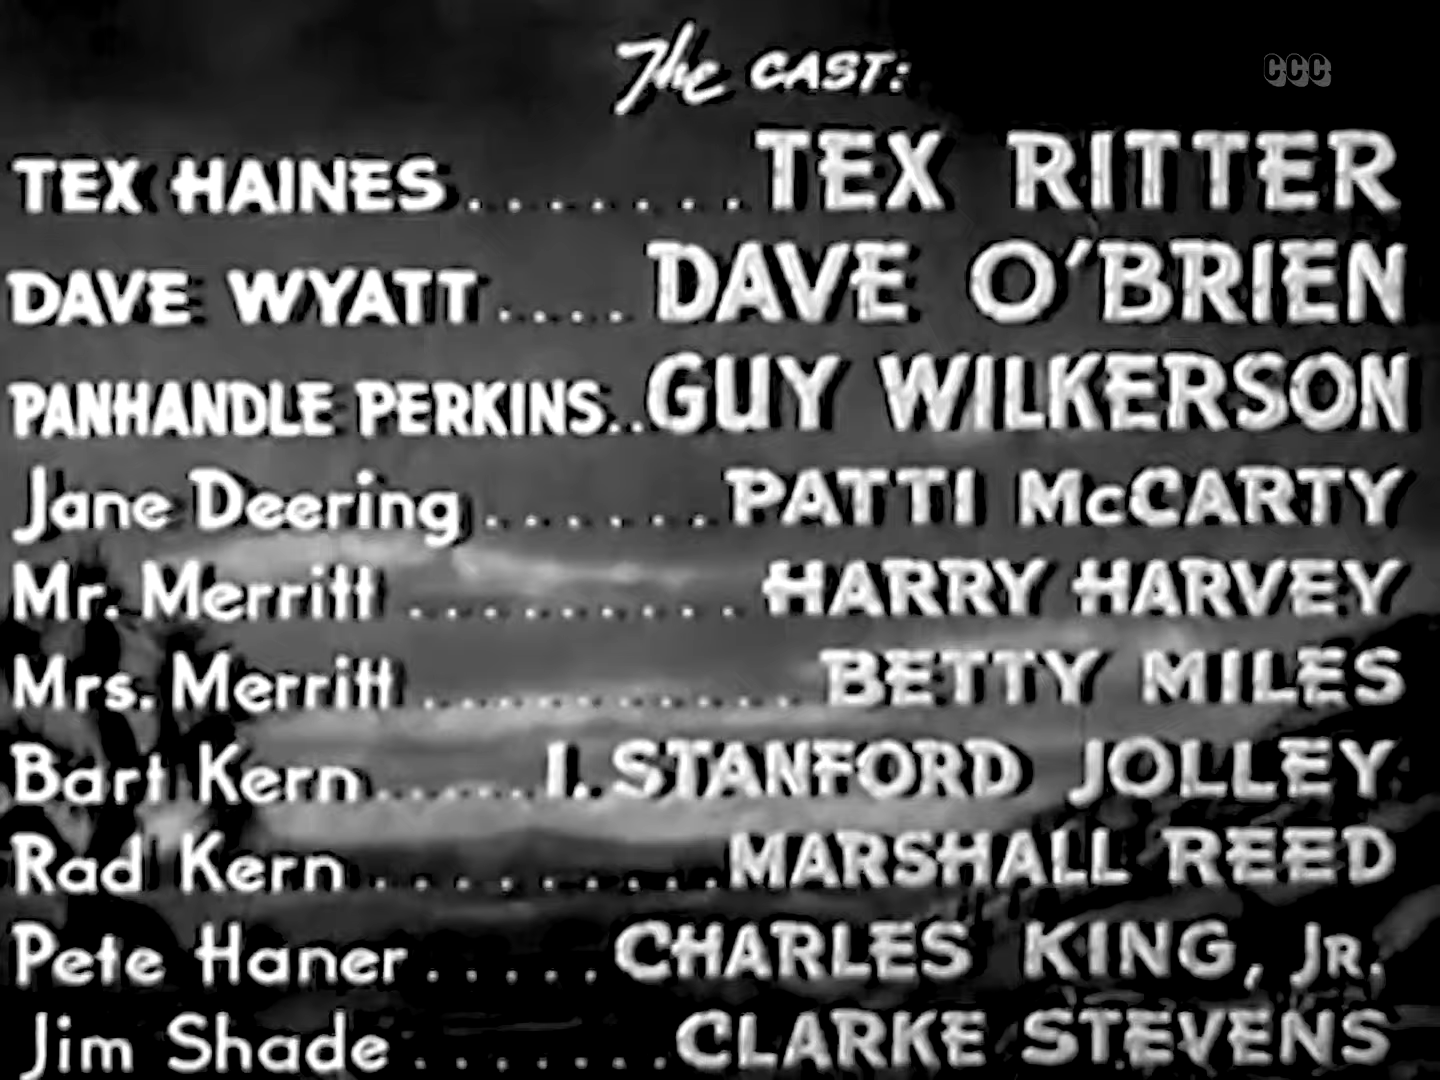 The CAST:
CCC
TEX HAINES........TEX RITTER
DAVE WYATT.....DAVE O'BRIEN
PANHANDLE PERKINS..GUY WILKERSON
Jane Deering.......PATTI McCARTY
Mr. Merritt..........HARRY HARVEY
Mrs. Merritt............BETTY MILES
Bart Kern......I. STANFORD JOLLEY
Rad Kern.........MARSHALL REED
Pete Haner.....CHARLES KING, JR.
Jim Shade.......CLARKE STEVENS